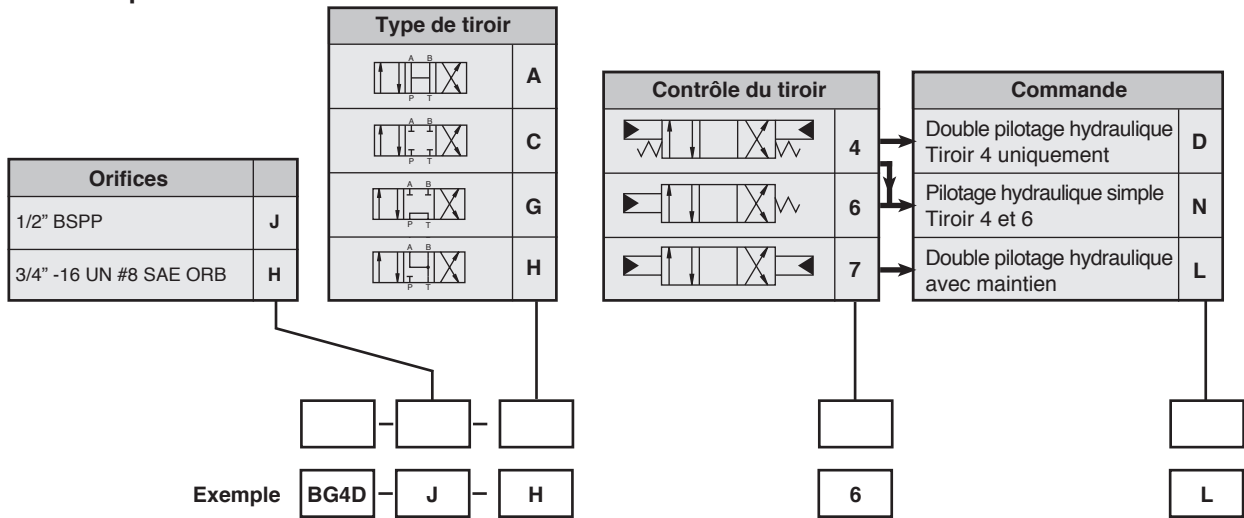 Type de tiroir
A B
P T
A
A B
P T
C
A B
P T
G
A B
P T
H
Orifices
1/2” BSPP J
3/4” -16 UN #8 SAE ORB H
Contrôle du tiroir
4
6
7
Commande
Double pilotage hydraulique
Tiroir 4 uniquement
D
Pilotage hydraulique simple
Tiroir 4 et 6
N
Double pilotage hydraulique
avec maintien
L
– –
Exemple BG4D – J – H 6 L